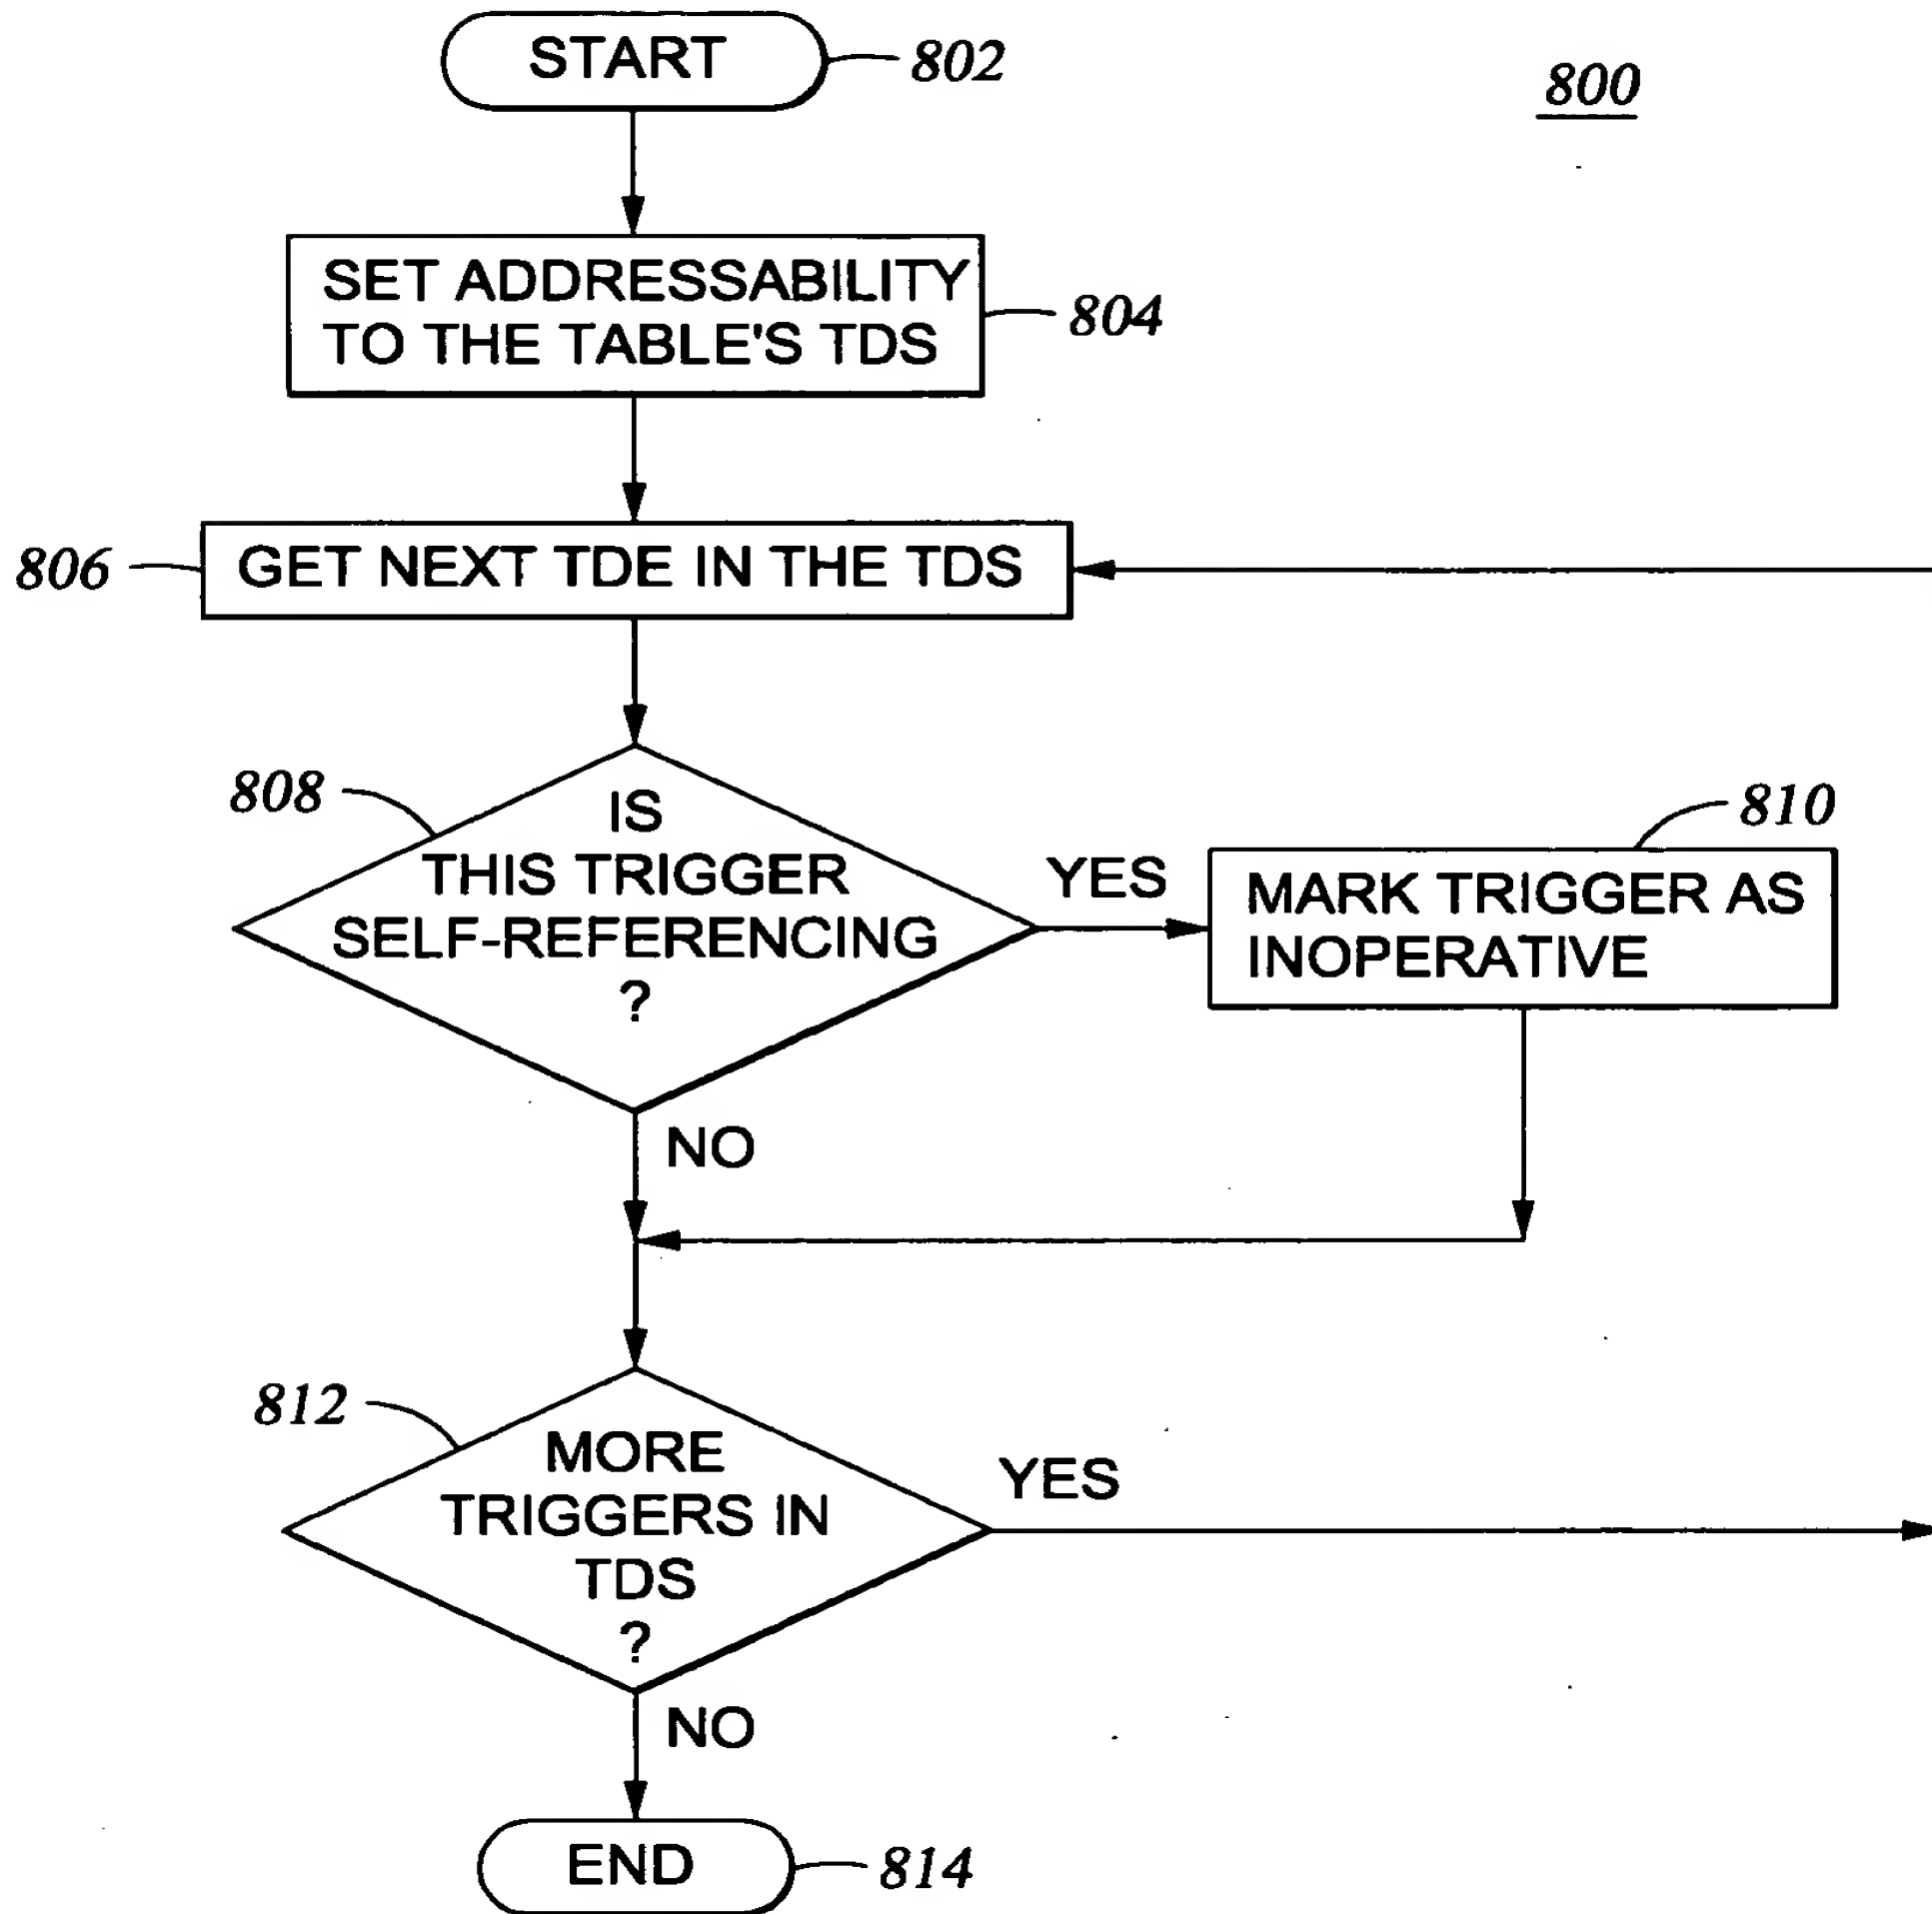 START
802
800
SET ADDRESSABILITY
TO THE TABLE'S TDS
804
806
GET NEXT TDE IN THE TDS
808
IS
THIS TRIGGER
SELF-REFERENCING
?
YES
810
MARK TRIGGER AS
INOPERATIVE
NO
812
MORE
TRIGGERS IN
TDS
?
YES
NO
END
814